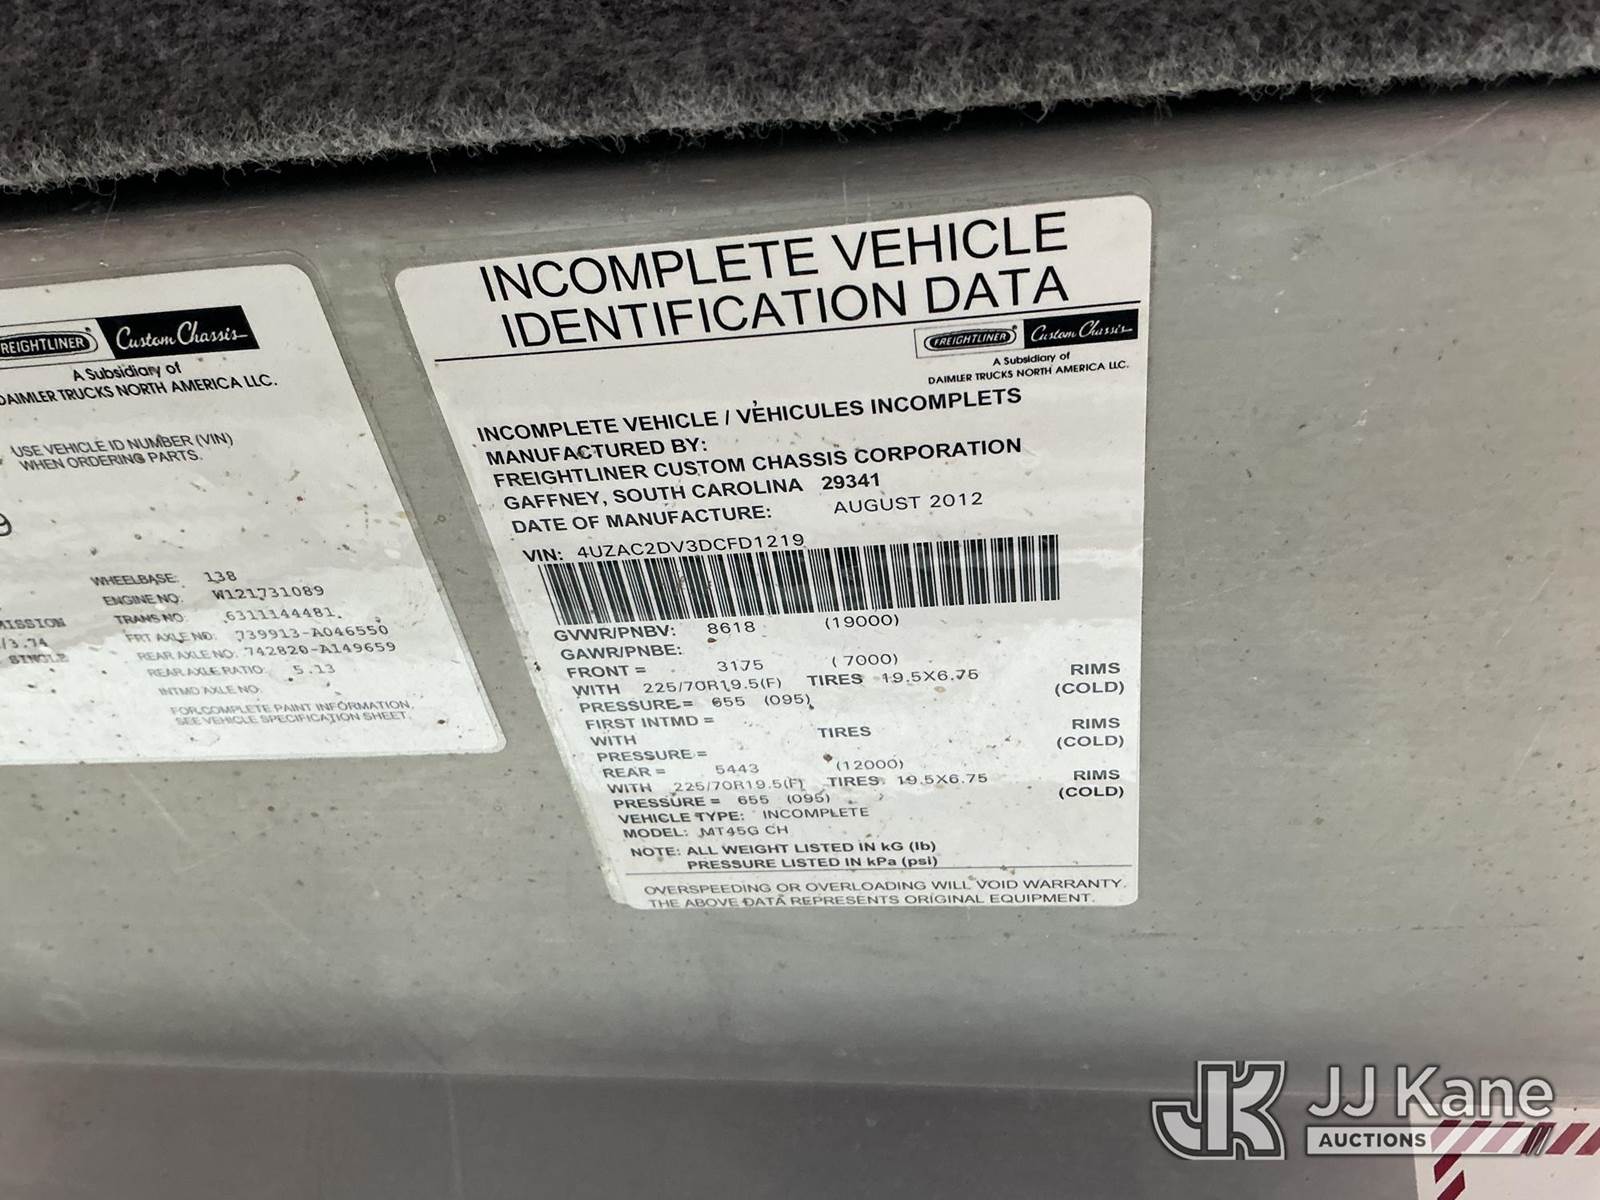 FREIGHTLINER Custom Chassis
A Subsidiary of
DAIMLER TRUCKS NORTH AMERICA LLC.
USE VEHICLE ID NUMBER (VIN)
WHEN ORDERING PARTS.
9
WHEELBASE: 138
ENGINE NO. W121731089
TRANS NO. 6311144481
FRT AXLE NO. 739913-A046550
/3.74
REAR AXLE NO. 742820-A149659
SINGLE
REAR AXLE RATIO: 5.13
INTMD AXLE NO.
FOR COMPLETE PAINT INFORMATION,
SEE VEHICLE SPECIFICATION SHEET.
INCOMPLETE VEHICLE
IDENTIFICATION DATA
FREIGHTLINER Custom Chassis
A Subsidiary of
DAIMLER TRUCKS NORTH AMERICA LLC.
INCOMPLETE VEHICLE / VÉHICULES INCOMPLETS
MANUFACTURED BY:
FREIGHTLINER CUSTOM CHASSIS CORPORATION
GAFFNEY, SOUTH CAROLINA 29341
DATE OF MANUFACTURE: AUGUST 2012
VIN: 4UZAC2DV3DCFD1219
GVWR/PNBV: 8618 (19000)
GAWR/PNBE:
FRONT = 3175 ( 7000)
WITH 225/70R19.5(F) TIRES 19.5X6.75 RIMS
PRESSURE = 655 (095) (COLD)
FIRST INTMD =
WITH TIRES RIMS
PRESSURE = (COLD)
REAR = 5443 (12000)
WITH 225/70R19.5(F) TIRES 19.5X6.75 RIMS
PRESSURE = 655 (095) (COLD)
VEHICLE TYPE: INCOMPLETE
MODEL: MT45G CH
NOTE: ALL WEIGHT LISTED IN kG (lb)
PRESSURE LISTED IN kPa (psi)
OVERSPEEDING OR OVERLOADING WILL VOID WARRANTY.
THE ABOVE DATA REPRESENTS ORIGINAL EQUIPMENT.
JK JJ Kane
AUCTIONS